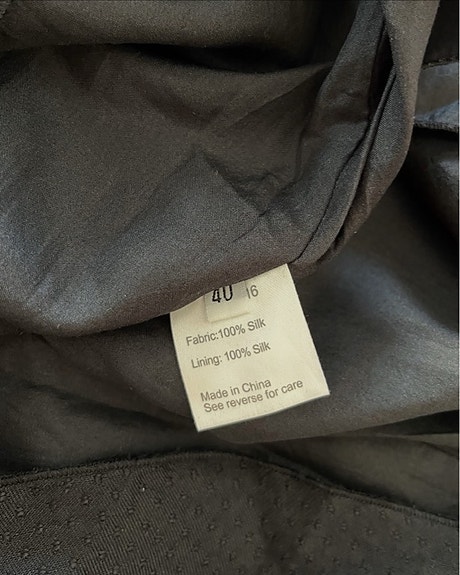 40 16
Fabric:100% Silk
Lining: 100% Silk
Made in China
See reverse for care